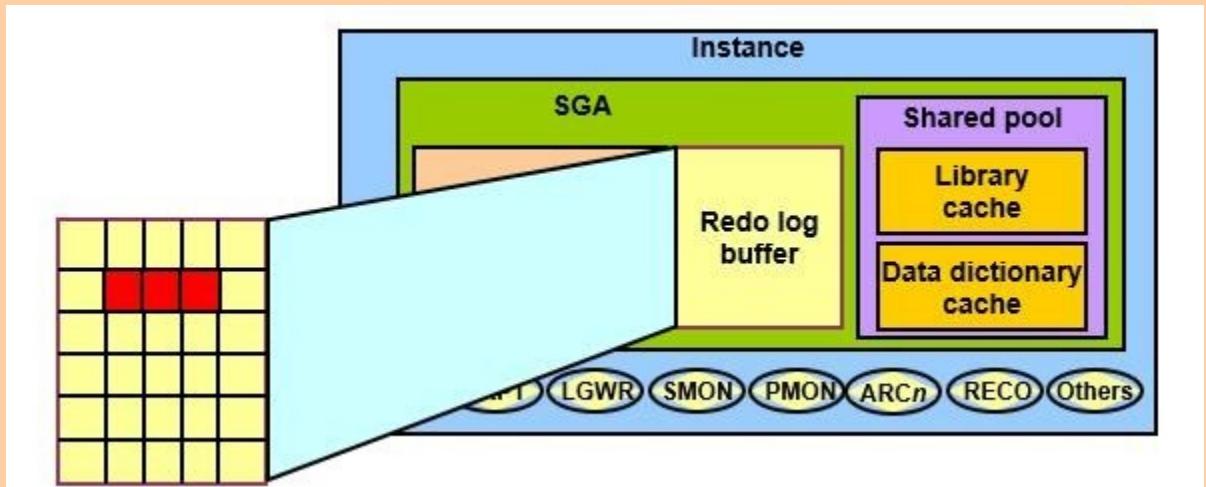 Instance
SGA
Shared pool
Library
cache
Redo log
buffer
Data dictionary
cache
LGWR
SMON
PMON
ARCn
RECO
Others